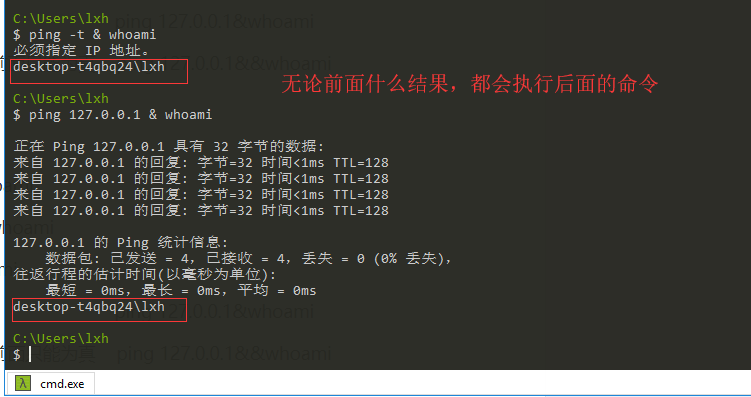 C:\Users\lxh
$ ping -t & whoami
必须指定 IP 地址。
desktop-t4qbq24\lxh
无论前面什么结果，都会执行后面的命令
C:\Users\lxh
$ ping 127.0.0.1 & whoami
正在 Ping 127.0.0.1 具有 32 字节的数据:
来自 127.0.0.1 的回复: 字节=32 时间<1ms TTL=128
来自 127.0.0.1 的回复: 字节=32 时间<1ms TTL=128
来自 127.0.0.1 的回复: 字节=32 时间<1ms TTL=128
来自 127.0.0.1 的回复: 字节=32 时间<1ms TTL=128
127.0.0.1 的 Ping 统计信息:
数据包: 已发送 = 4，已接收 = 4，丢失 = 0 (0% 丢失)，
往返行程的估计时间(以毫秒为单位):
最短 = 0ms，最长 = 0ms，平均 = 0ms
desktop-t4qbq24\lxh
C:\Users\lxh
$
λ cmd.exe